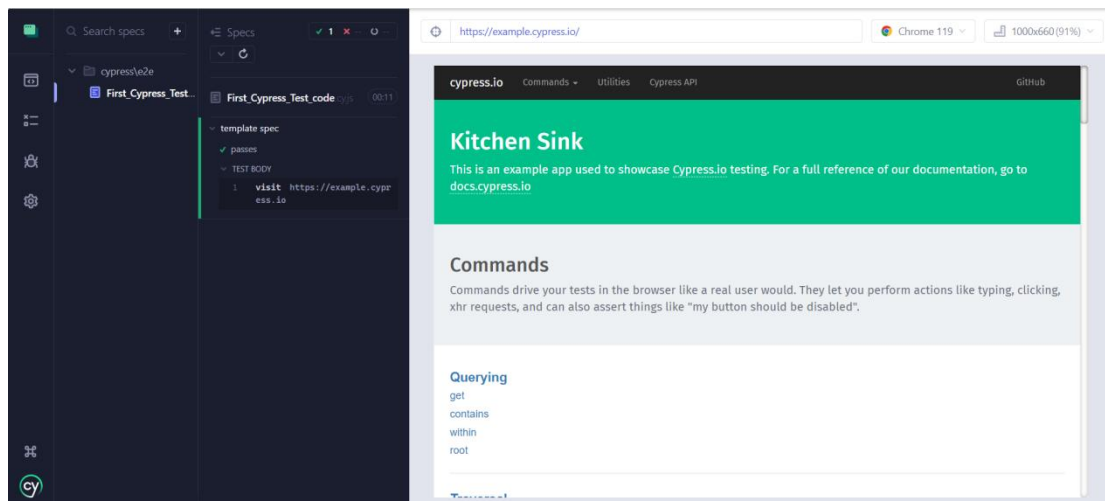 Search specs +
cypress\e2e
First_Cypress_Test...
Specs ✓ 1 × -- --
First_Cypress_Test_code.cy.js 00:11
template spec
passes
TEST BODY
1 visit https://example.cypr
ess.io
cy
https://example.cypress.io/
Chrome 119
1000x660 (91%)
cypress.io Commands Utilities Cypress API GitHub
Kitchen Sink
This is an example app used to showcase Cypress.io testing. For a full reference of our documentation, go to
docs.cypress.io
Commands
Commands drive your tests in the browser like a real user would. They let you perform actions like typing, clicking,
xhr requests, and can also assert things like "my button should be disabled".
Querying
get
contains
within
root